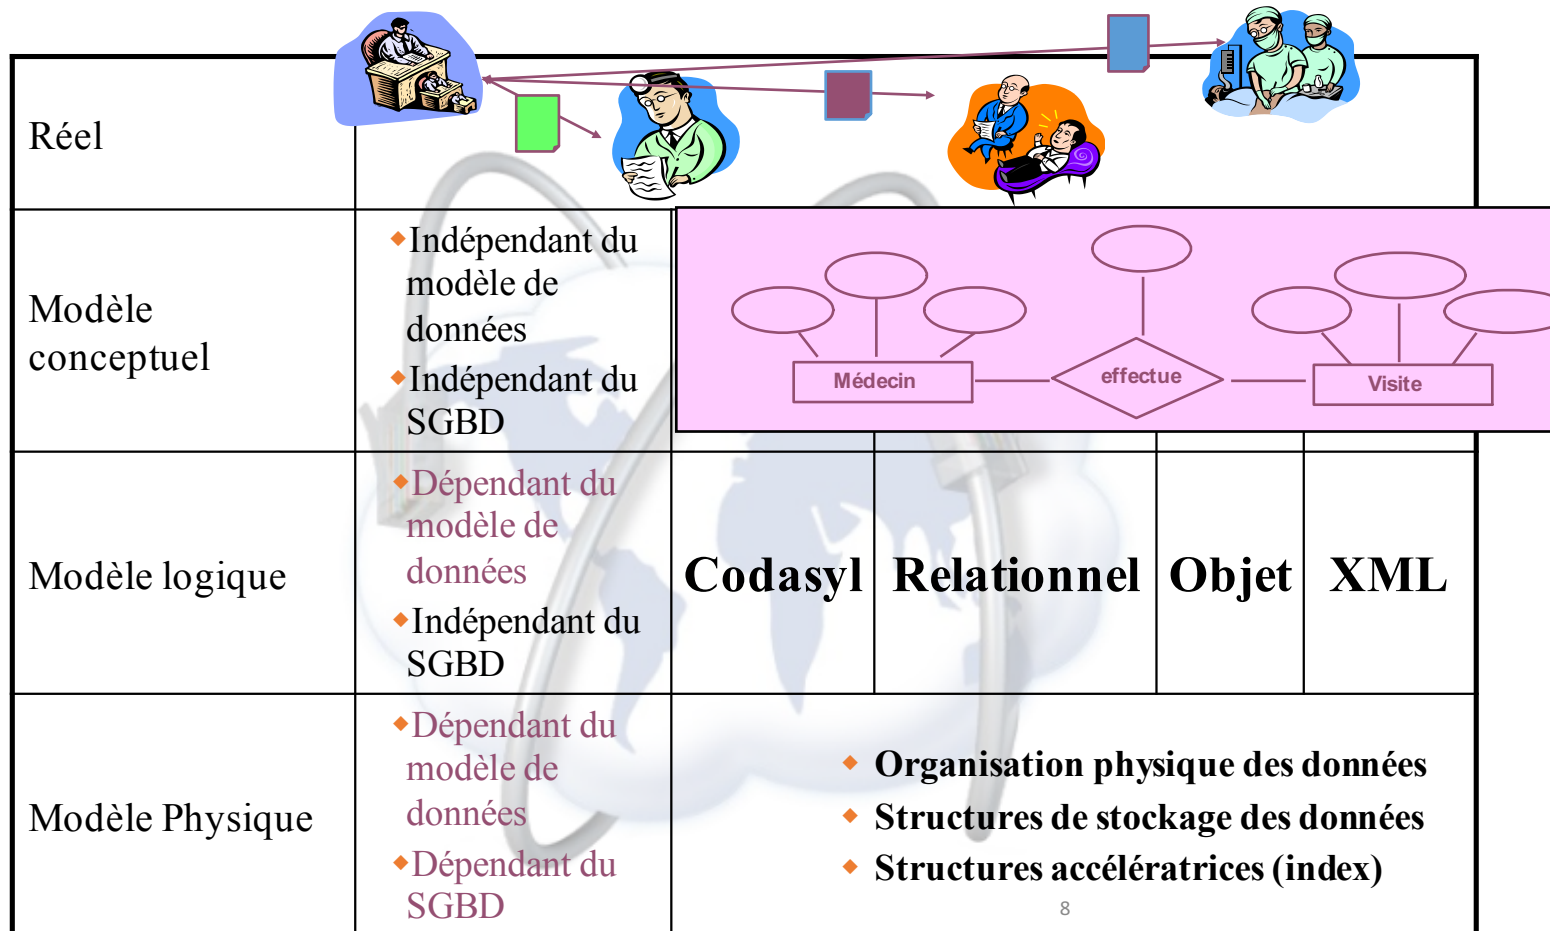 Réel
Modèle
conceptuel
◆Indépendant du
modèle de
données
◆Indépendant du
SGBD
Médecin
effectue
Visite
Modèle logique
◆Dépendant du
modèle de
données
◆Indépendant du
SGBD
Codasyl
Relationnel
Objet
XML
Modèle Physique
◆Dépendant du
modèle de
données
◆Dépendant du
SGBD
◆ Organisation physique des données
◆ Structures de stockage des données
◆ Structures accélératrices (index)
8